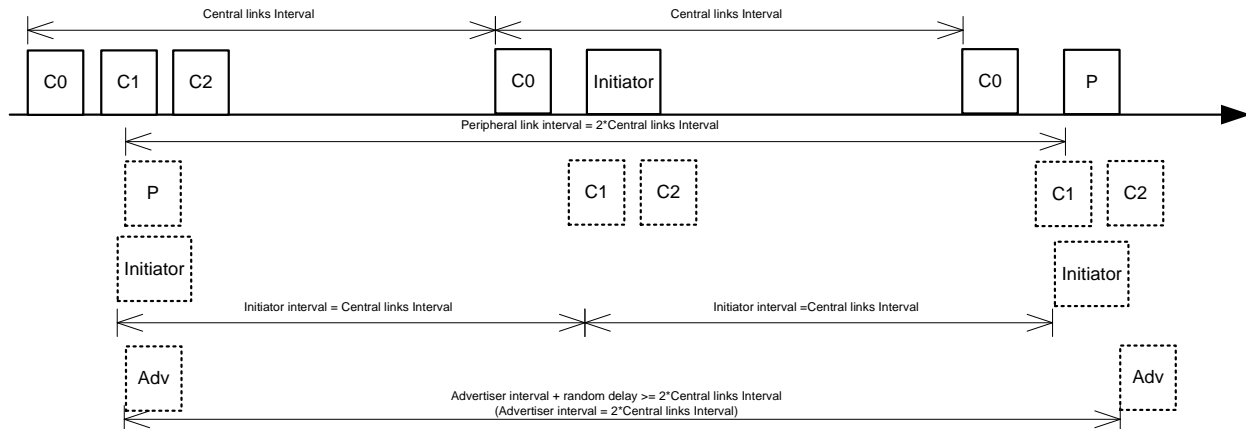 Central links Interval
Central links Interval
C0
C1
C2
C0
Initiator
C0
P
Peripheral link interval = 2*Central links Interval
P
C1
C2
C1
C2
Initiator
Initiator
Initiator interval = Central links Interval
Initiator interval =Central links Interval
Adv
Adv
Advertiser interval + random delay >= 2*Central links Interval
(Advertiser interval = 2*Central links Interval)